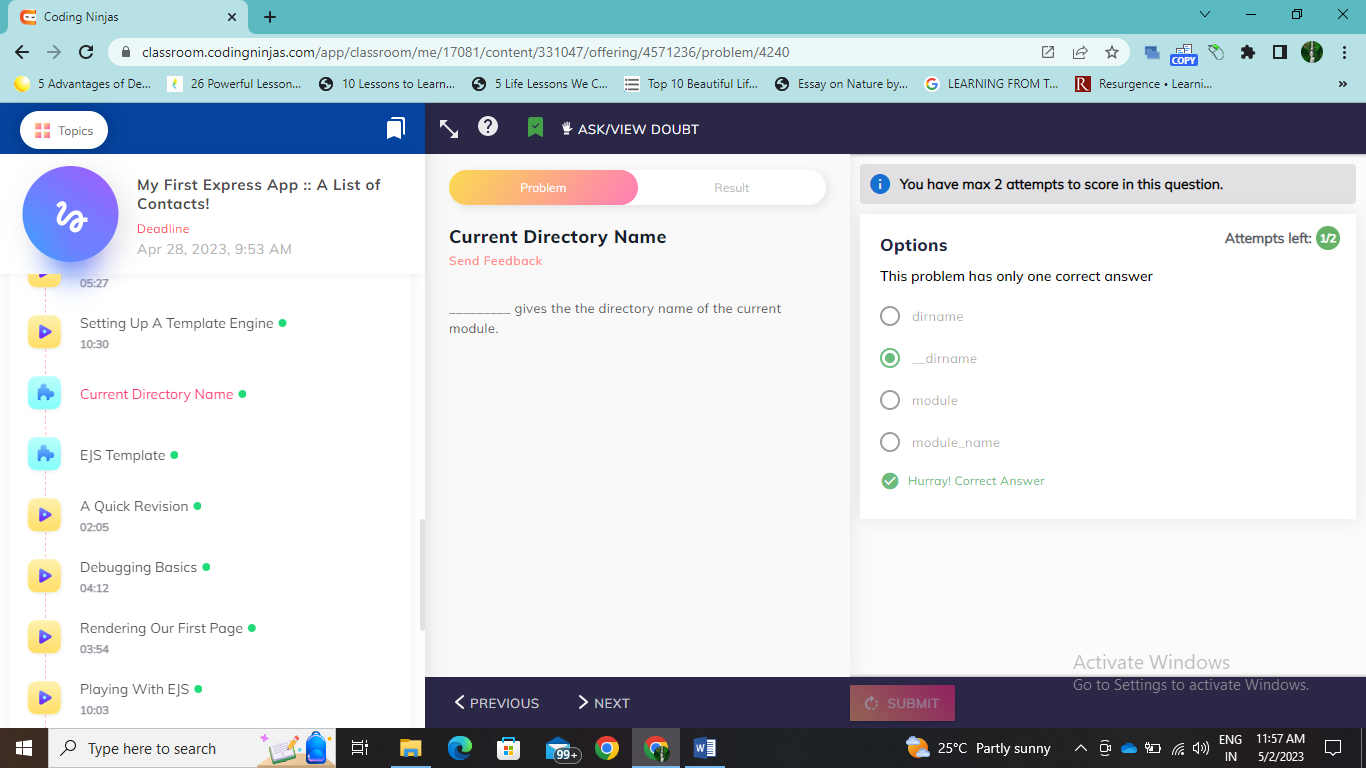 Coding Ninjas
classroom.codingninjas.com/app/classroom/me/17081/content/331047/offering/4571236/problem/4240
COPY
5 Advantages of De...
26 Powerful Lesson...
10 Lessons to Learn...
5 Life Lessons We C...
Top 10 Beautiful Lif...
Essay on Nature by...
LEARNING FROM T...
Resurgence • Learni...
Topics
ASK/VIEW DOUBT
My First Express App :: A List of
Contacts!
Deadline
Apr 28, 2023, 9:53 AM
05:27
Setting Up A Template Engine
10:30
Current Directory Name
EJS Template
A Quick Revision
02:05
Debugging Basics
04:12
Rendering Our First Page
03:54
Playing With EJS
10:03
Problem
Result
Current Directory Name
Send Feedback
_________ gives the the directory name of the current
module.
PREVIOUS
NEXT
You have max 2 attempts to score in this question.
Options
Attempts left: 1/2
This problem has only one correct answer
dirname
__dirname
module
module_name
Hurray! Correct Answer
Activate Windows
Go to Settings to activate Windows.
SUBMIT
Type here to search
99+
25°C Partly sunny
ENG
IN
11:57 AM
5/2/2023